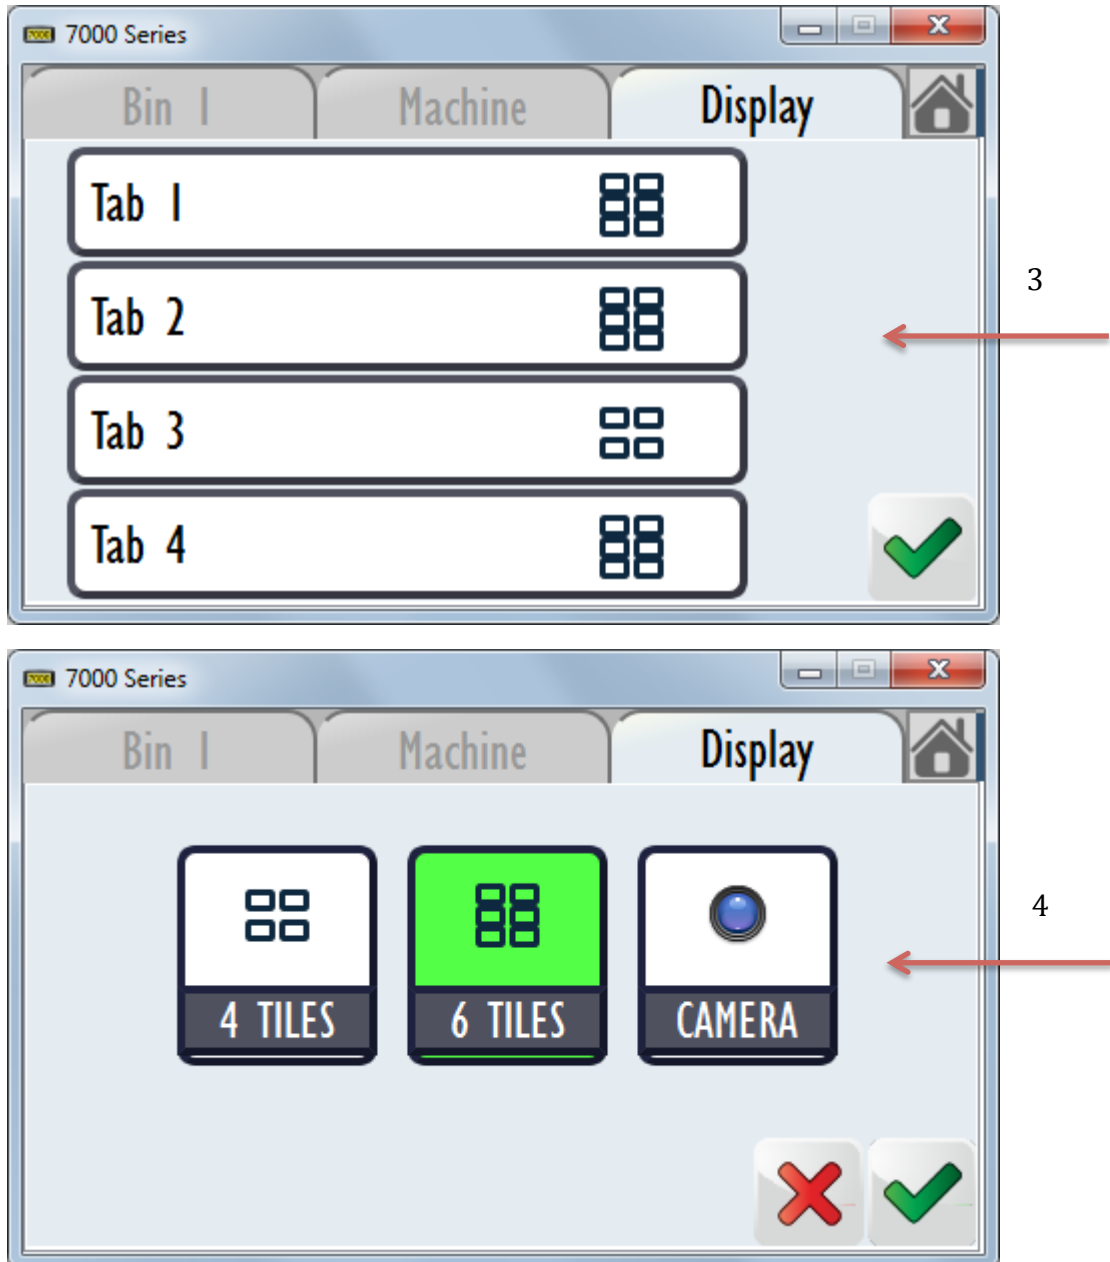 7000 Series
Bin 1 Machine Display
Tab 1
Tab 2
3
Tab 3
Tab 4
7000 Series
Bin 1 Machine Display
4
4 TILES 6 TILES CAMERA